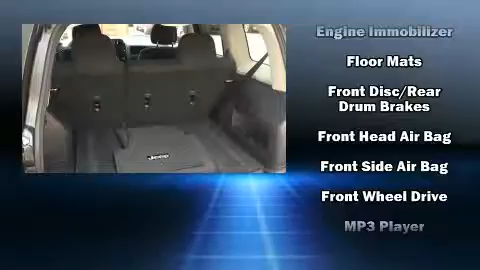 Engine Immobilizer
Floor Mats
Front Disc/Rear
Drum Brakes
Front Head Air Bag
Front Side Air Bag
Front Wheel Drive
MP3 Player
Jeep